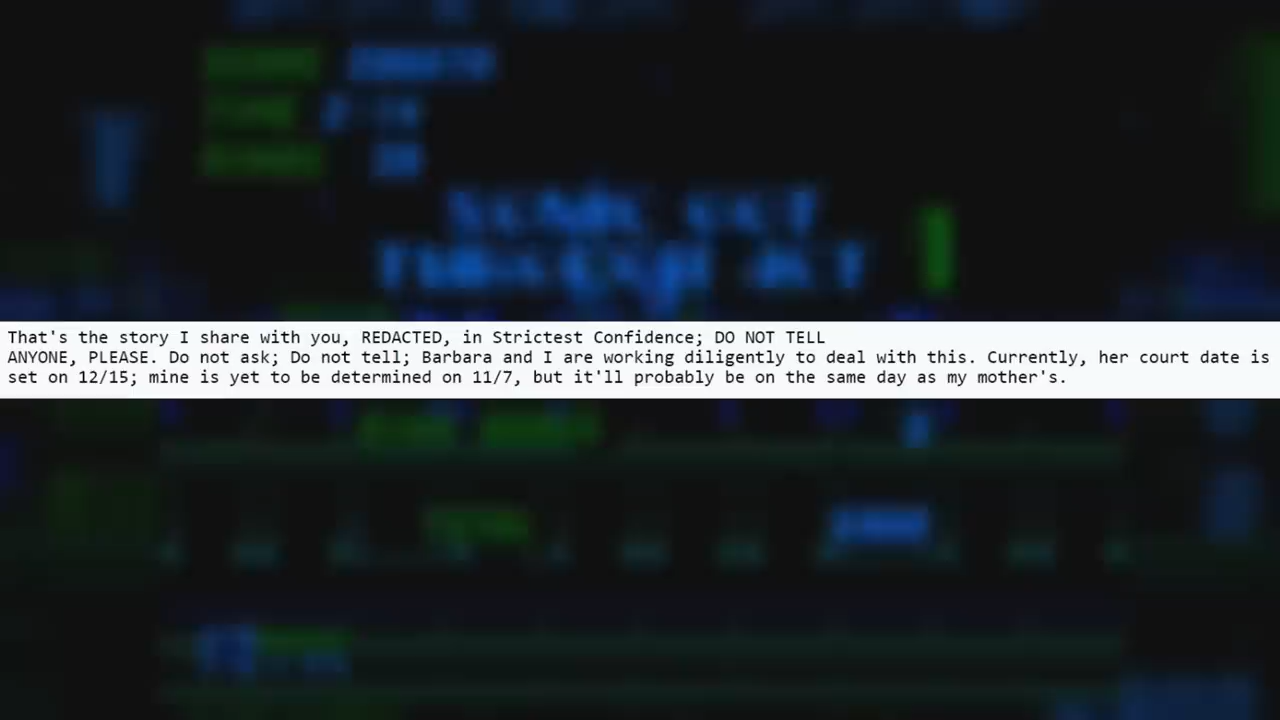 That's the story I share with you, REDACTED, in Strictest Confidence; DO NOT TELL
ANYONE, PLEASE. Do not ask; Do not tell; Barbara and I are working diligently to deal with this. Currently, her court date is
set on 12/15; mine is yet to be determined on 11/7, but it'll probably be on the same day as my mother's.